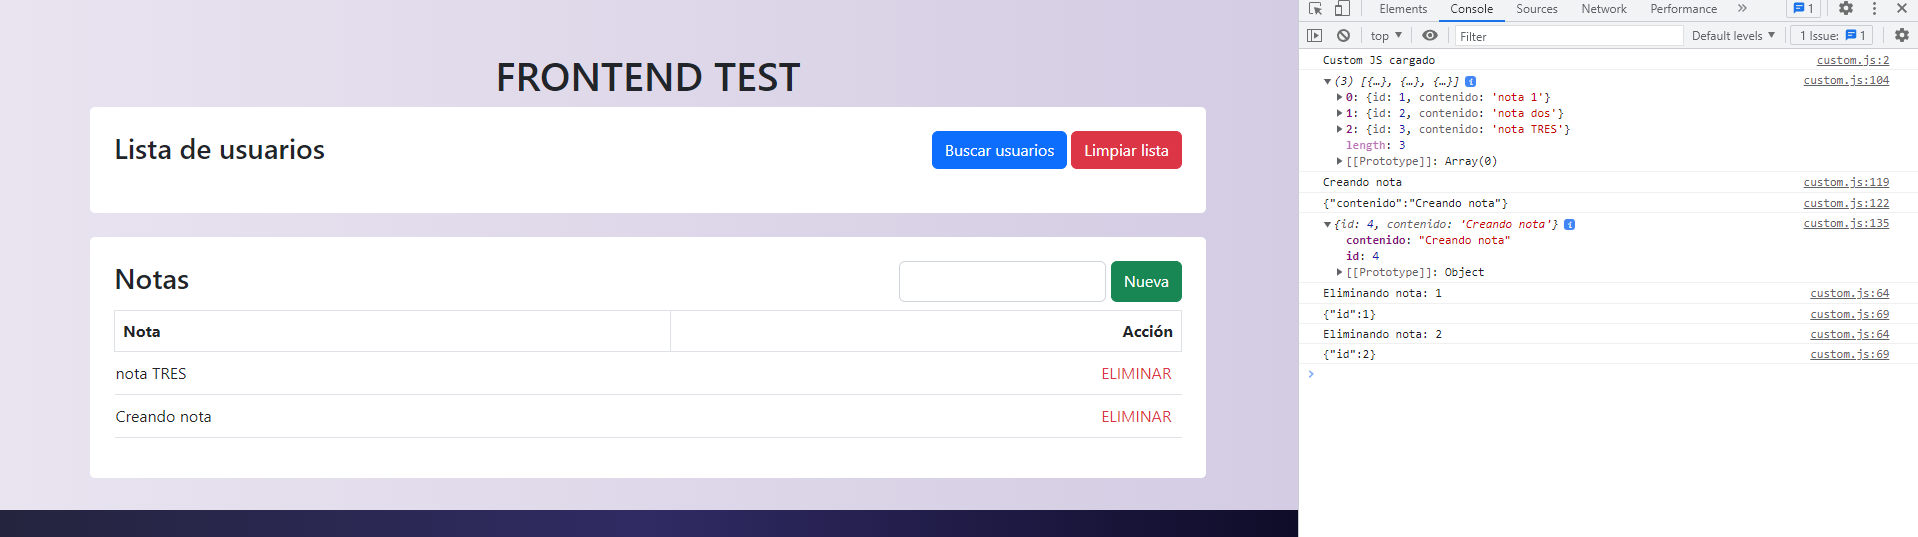 FRONTEND TEST
Lista de usuarios
Buscar usuarios
Limpiar lista
Notas
Nueva
Nota
Acción
nota TRES
ELIMINAR
Creando nota
ELIMINAR
Elements
Console
Sources
Network
Performance
»
1
top ▼
Filter
Default levels ▼
1 Issue: 1
Custom JS cargado custom.js:2
(3) [{…}, {…}, {…}] i custom.js:104
0: {id: 1, contenido: 'nota 1'}
1: {id: 2, contenido: 'nota dos'}
2: {id: 3, contenido: 'nota TRES'}
length: 3
[[Prototype]]: Array(0)
Creando nota custom.js:119
{"contenido":"Creando nota"} custom.js:122
{id: 4, contenido: 'Creando nota'} i custom.js:135
contenido: "Creando nota"
id: 4
[[Prototype]]: Object
Eliminando nota: 1 custom.js:64
{"id":1} custom.js:69
Eliminando nota: 2 custom.js:64
{"id":2} custom.js:69